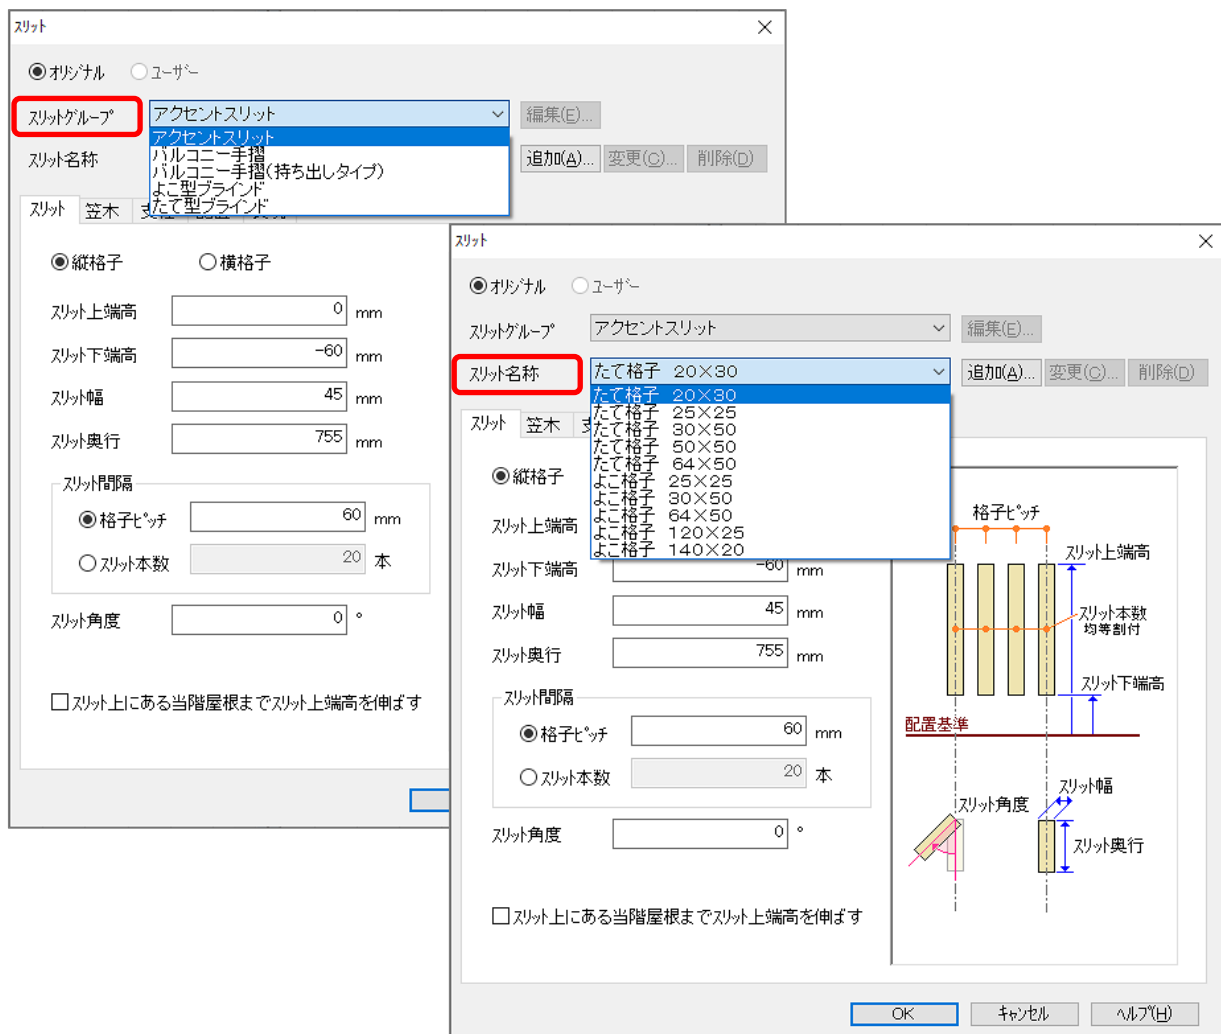 スリット
オリジナル ユーザー
スリットグループ アクセントスリット 編集(E)...
アクセントスリット
バルコニー手摺
バルコニー手摺(持ち出しタイプ)
よこ型ブラインド
たて型ブラインド
スリット名称 追加(A)... 変更(C)... 削除(D)
スリット 笠木
縦格子 横格子
スリット上端高 0 mm
スリット下端高 -60 mm
スリット幅 45 mm
スリット奥行 755 mm
スリット間隔
格子ピッチ 60 mm
スリット本数 20 本
スリット角度 0 °
スリット上にある当階屋根までスリット上端高を伸ばす
スリット
オリジナル ユーザー
スリットグループ アクセントスリット 編集(E)...
スリット名称 たて格子 20×30 追加(A)... 変更(C)... 削除(D)
たて格子 20×30
たて格子 25×25
たて格子 30×50
たて格子 50×50
たて格子 64×50
よこ格子 25×25
よこ格子 30×50
よこ格子 64×50
よこ格子 120×25
よこ格子 140×20
スリット 笠木
縦格子
スリット上端高
スリット下端高 -60 mm
スリット幅 45 mm
スリット奥行 755 mm
スリット間隔
格子ピッチ 60 mm
スリット本数 20 本
スリット角度 0 °
スリット上にある当階屋根までスリット上端高を伸ばす
格子ピッチ
スリット上端高
スリット本数
均等割付
スリット下端高
配置基準
スリット幅
スリット角度
スリット奥行
OK キャンセル ヘルプ(H)